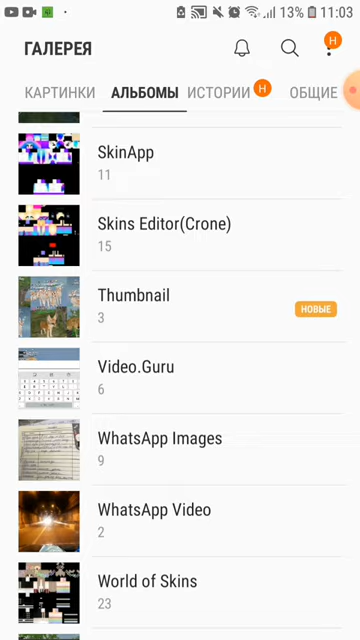 13% 11:03
ГАЛЕРЕЯ
Н
КАРТИНКИ АЛЬБОМЫ ИСТОРИИ Н ОБЩИЕ
SkinApp
11
Skins Editor(Crone)
15
Thumbnail
3
НОВЫЕ
Video.Guru
6
WhatsApp Images
9
WhatsApp Video
2
World of Skins
23